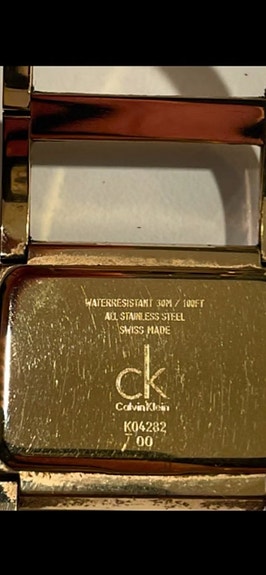 WATERRESISTANT 30M / 100FT
ALL STAINLESS STEEL
SWISS MADE
ck
Calvin Klein
K04282
00